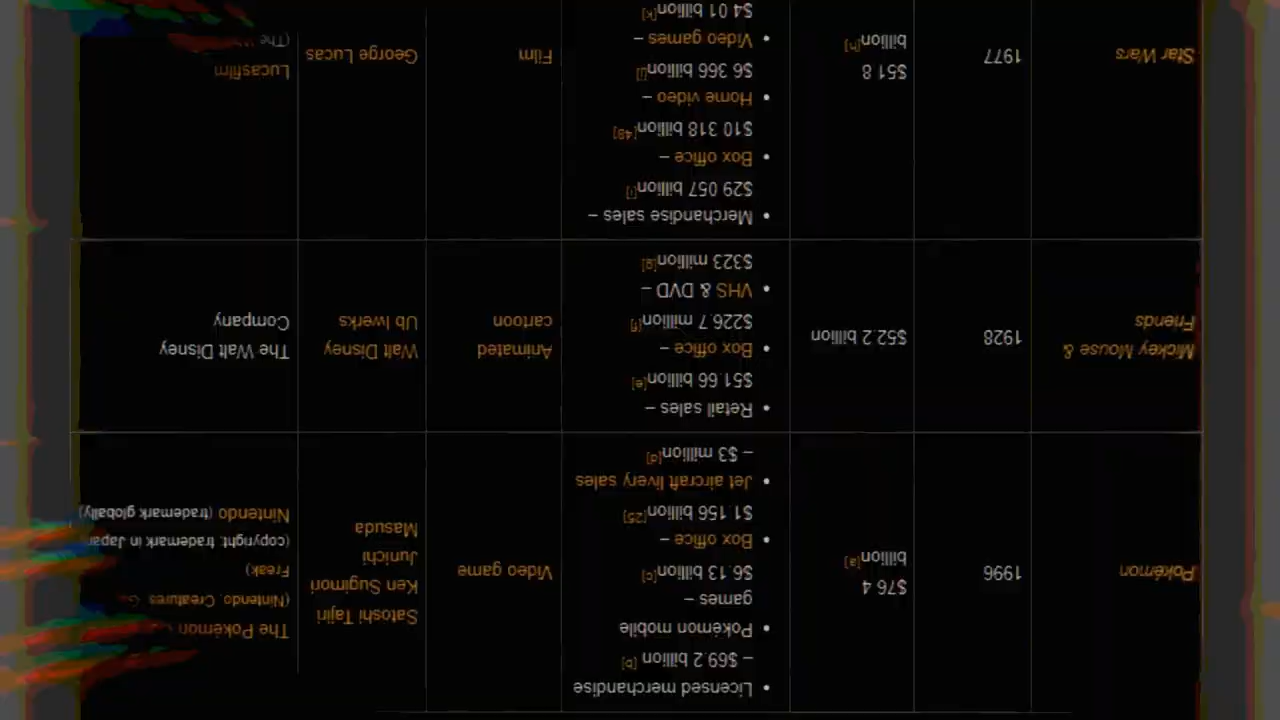 Pokémon
1996
$76 4
billion[a]
• Licensed merchandise
– $69.2 billion [b]
• Pokémon mobile
games –
$6.13 billion[c]
• Box office –
$1.156 billion[25]
• Jet aircraft livery sales
– $3 million[d]
Video game
Satoshi Tajiri
Ken Sugimori
Junichi
Masuda
The Pokémon
(Nintendo, Creatures,
Freak)
(copyright, trademark in Japan
Nintendo (trademark globally)
Mickey Mouse &
Friends
1928
$52.2 billion
• Retail sales –
$51.66 billion[e]
• Box office –
$226.7 million[f]
• VHS & DVD –
$323 million[g]
Animated
cartoon
Walt Disney
Ub Iwerks
The Walt Disney
Company
Star Wars
1977
$51 8
billion[h]
• Merchandise sales –
$29 057 billion[i]
• Box office –
$10 318 billion[48]
• Home video –
$6 366 billion[j]
• Video games –
$4 01 billion[k]
Film
George Lucas
Lucasfilm
(The